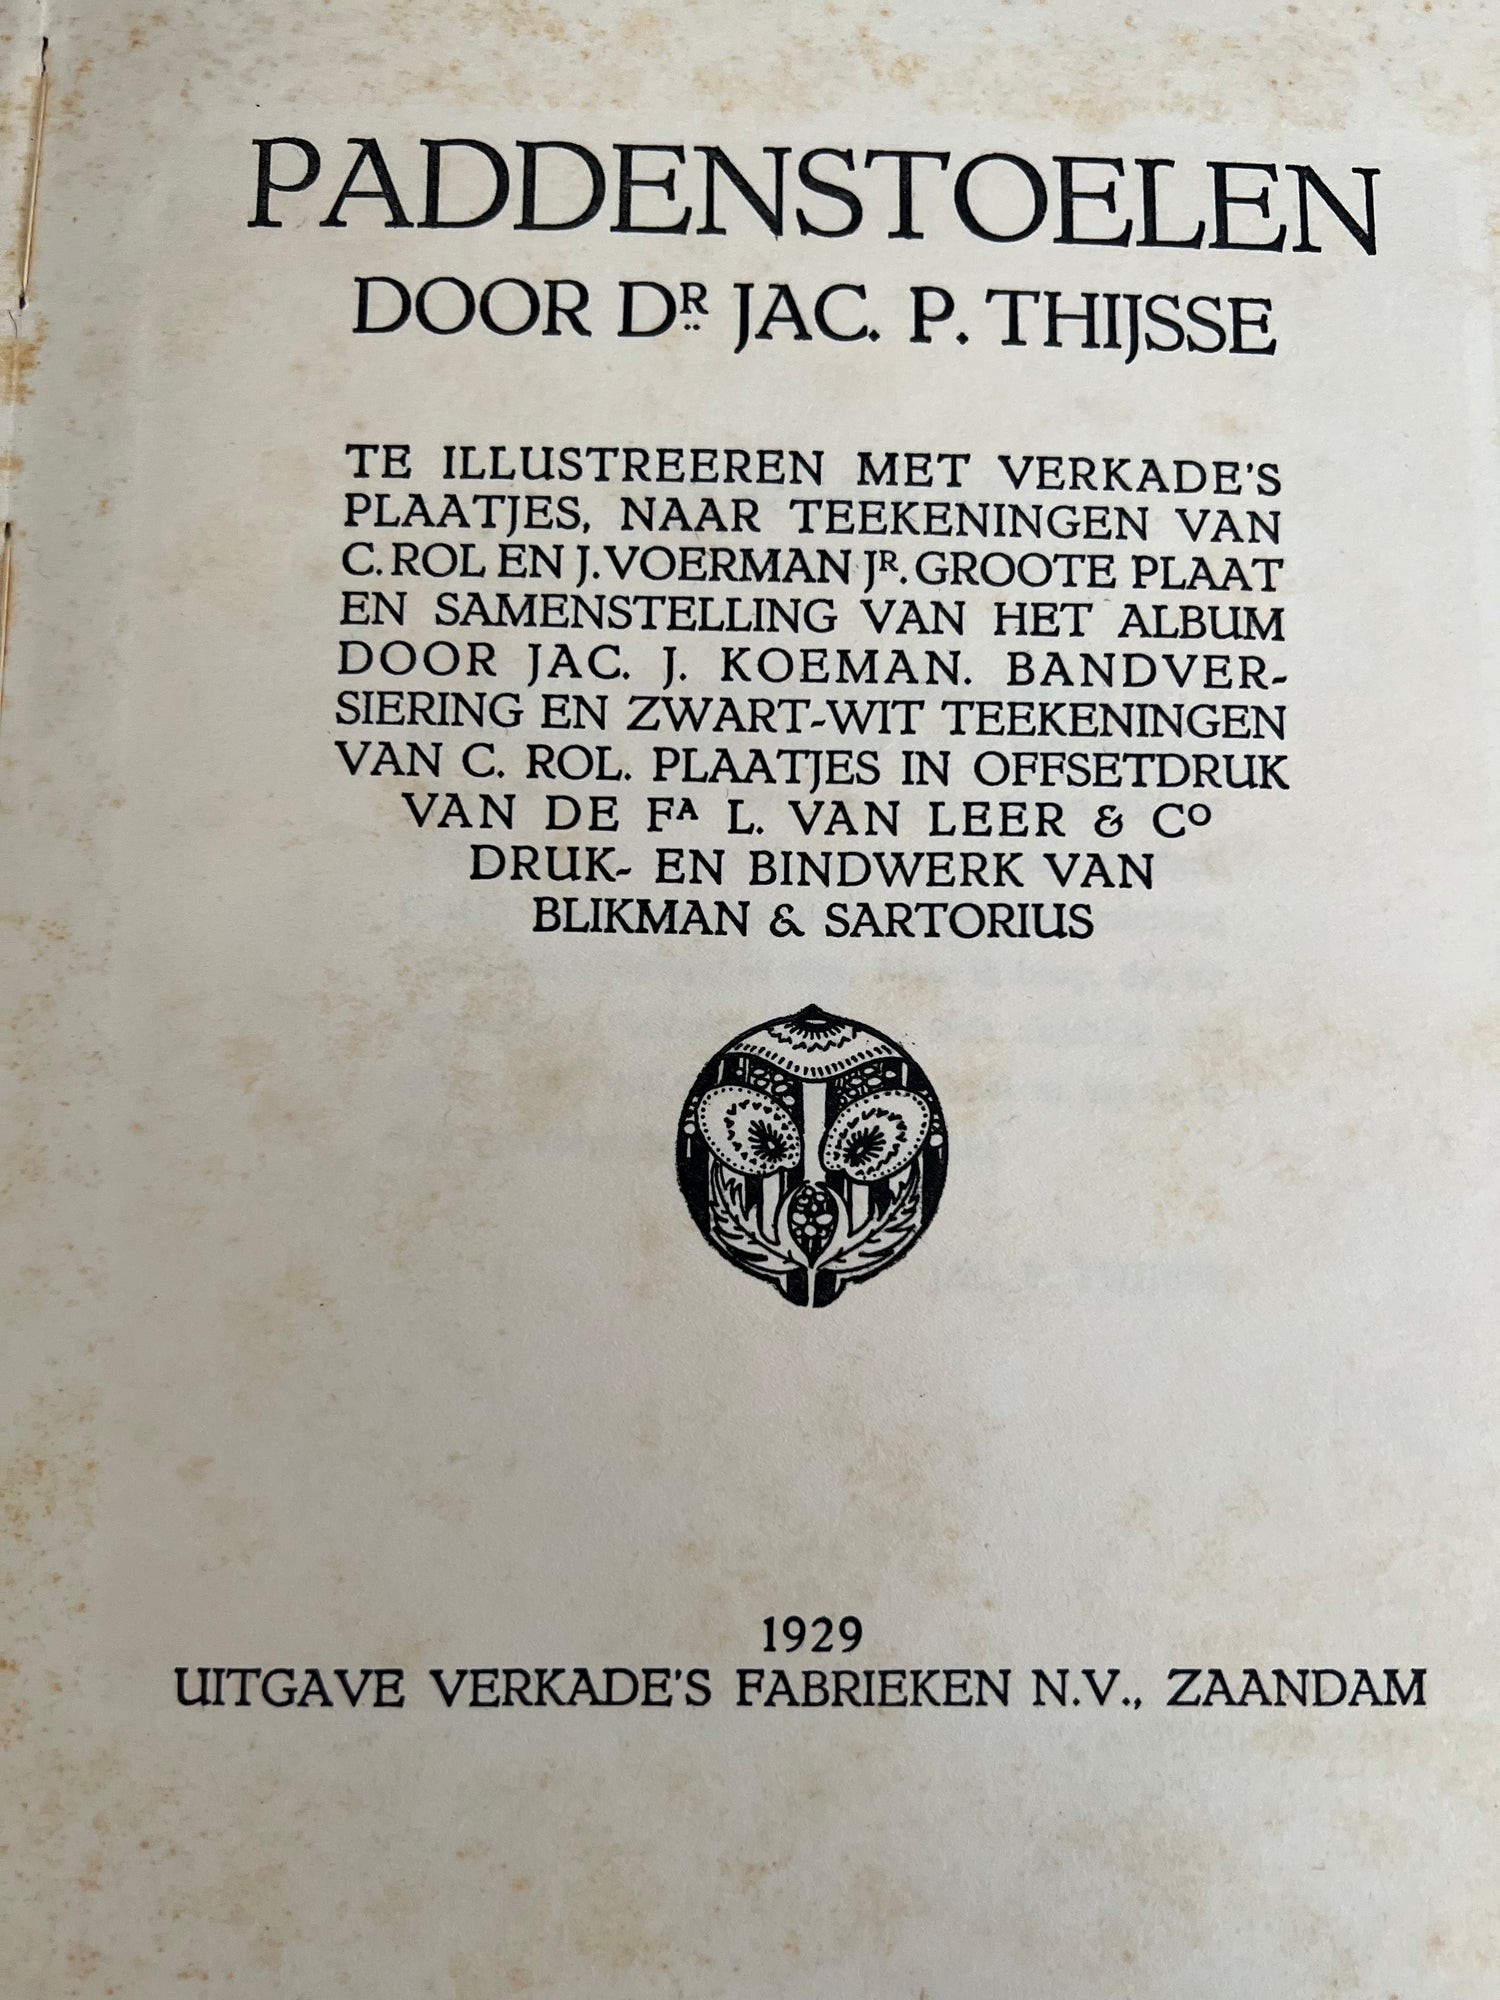 PADDENSTOELEN
DOOR DR. JAC. P. THIJSSE
TE ILLUSTREEREN MET VERKADE'S
PLAATJES, NAAR TEEKENINGEN VAN
C. ROL EN J. VOERMAN JR. GROOTE PLAAT
EN SAMENSTELLING VAN HET ALBUM
DOOR JAC. J. KOEMAN. BANDVER-
SIERING EN ZWART-WIT TEEKENINGEN
VAN C. ROL. PLAATJES IN OFFSETDRUK
VAN DE FA L. VAN LEER & CO
DRUK- EN BINDWERK VAN
BLIKMAN & SARTORIUS
1929
UITGAVE VERKADE'S FABRIEKEN N.V., ZAANDAM